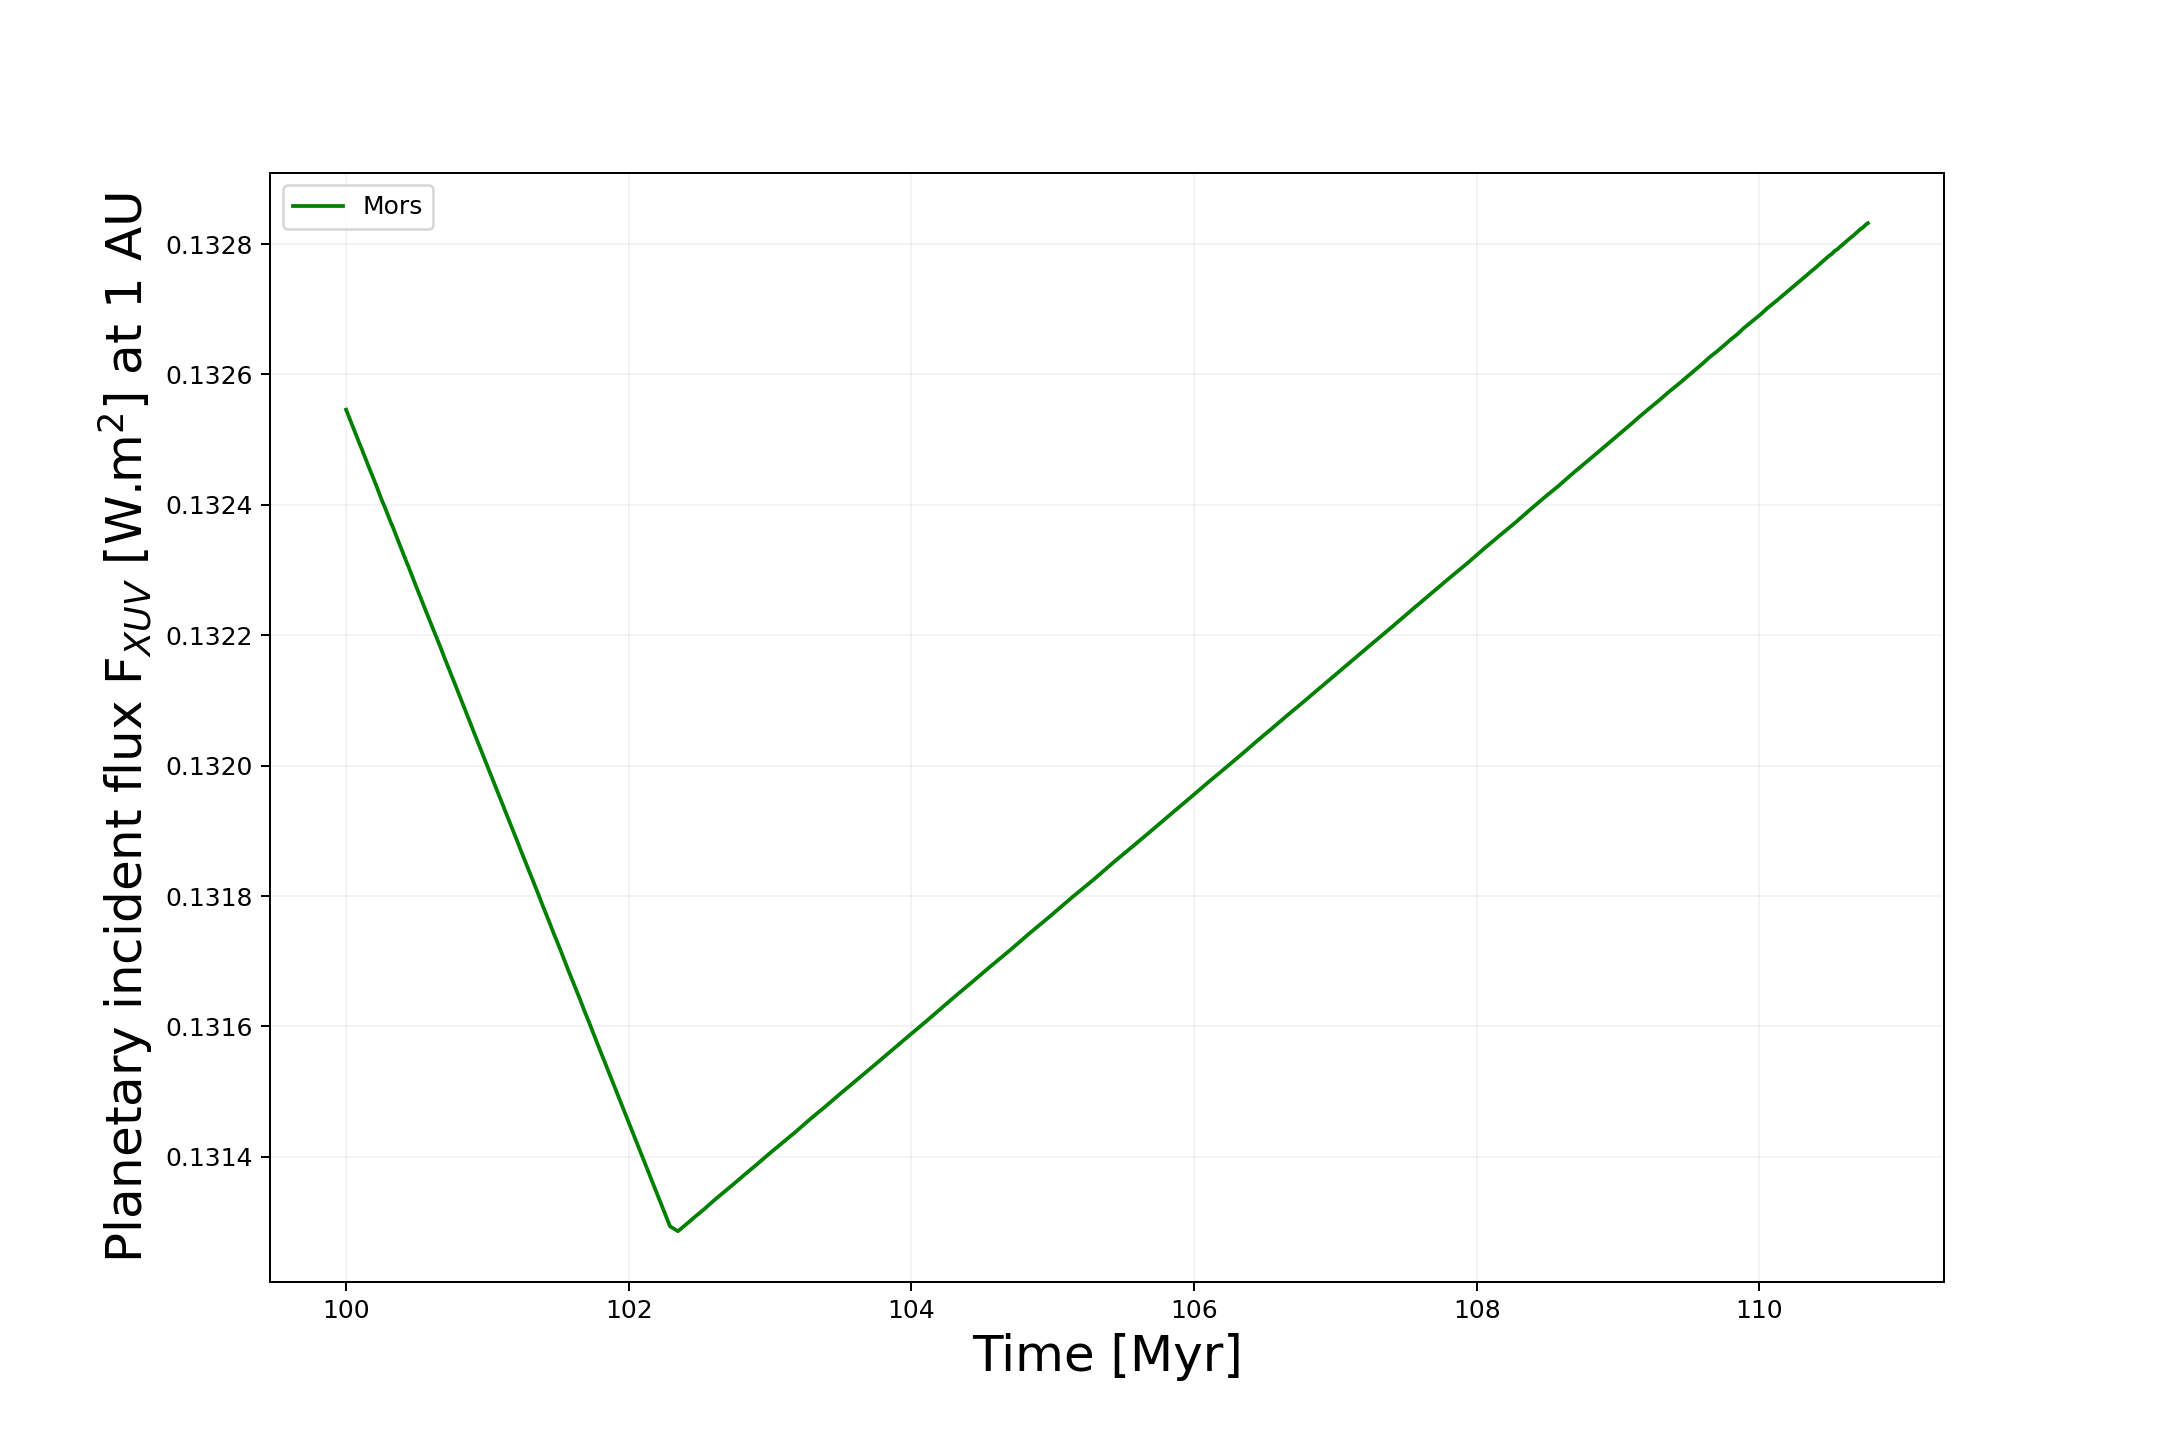 Mors
Planetary incident flux F_XUV [W.m²] at 1 AU
0.1328
0.1326
0.1324
0.1322
0.1320
0.1318
0.1316
0.1314
100 102 104 106 108 110
Time [Myr]